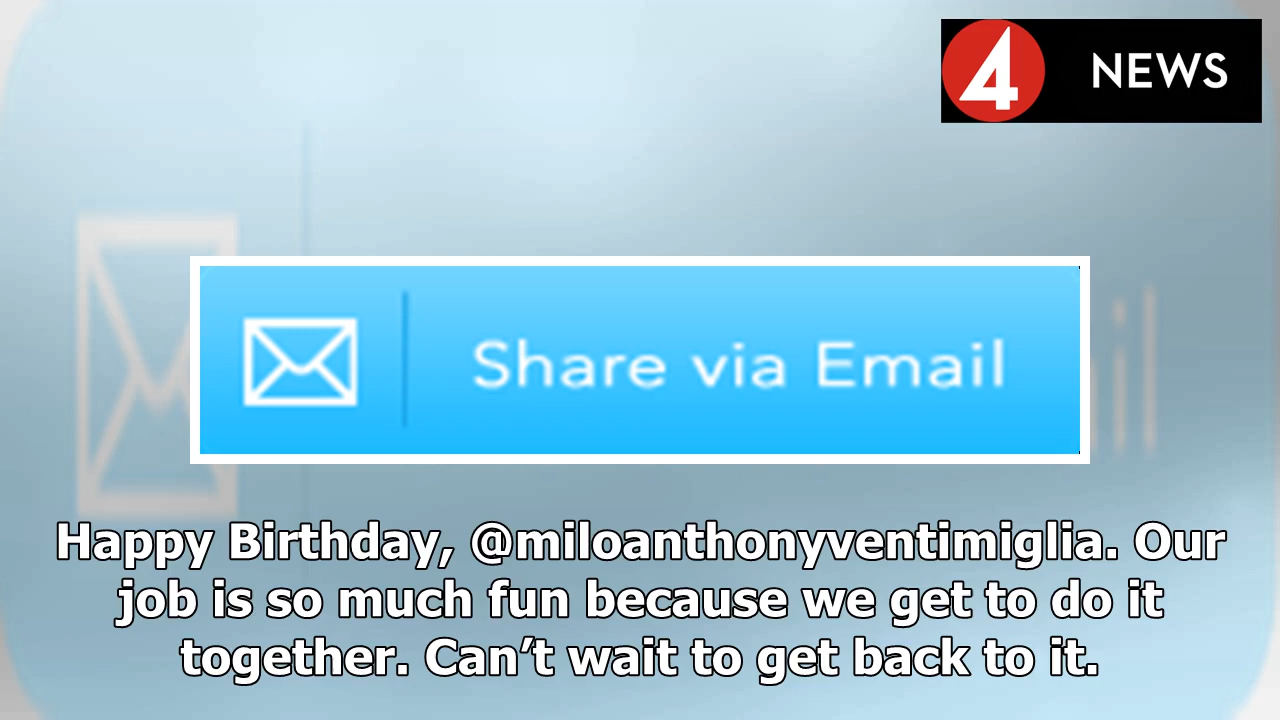 4 NEWS
Share via Email
il
Happy Birthday, @miloanthonyventimiglia. Our
job is so much fun because we get to do it
together. Can’t wait to get back to it.